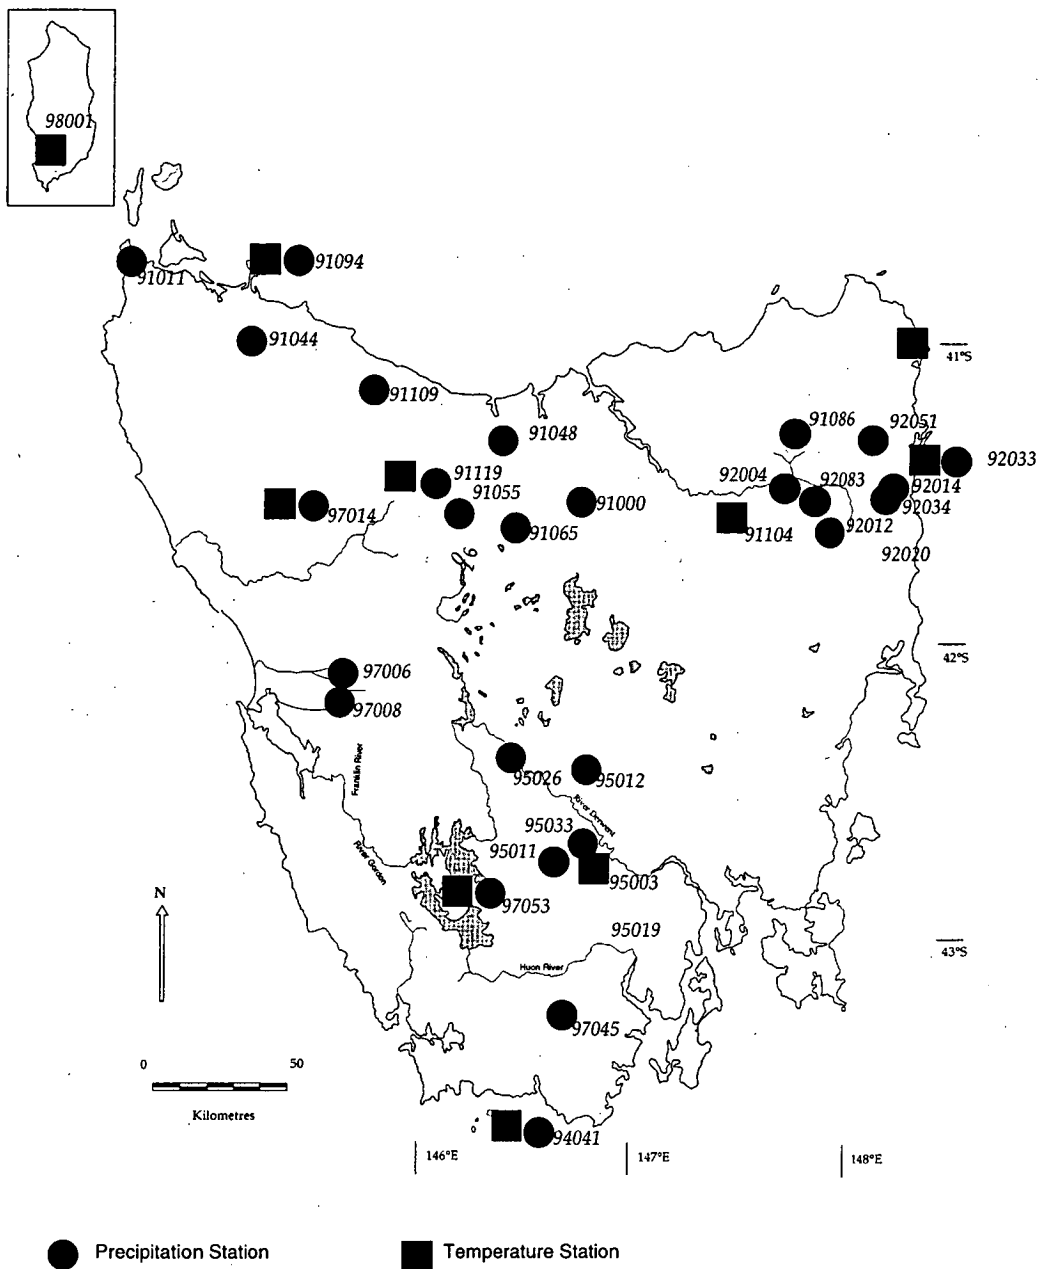 98001
91094
91011
91044
41°S
91109
91086
92051
91048
92033
91119
92004
92083
92014
91055
91000
92034
97014
91065
91104
92012
92020
42°S
97006
97008
Franklin River
95026
95012
River Derwent
95033
95011
River Gordon
95003
N
97053
95019
43°S
Huon River
97045
0 50
Kilometres
94041
146°E
147°E
148°E
Precipitation Station
Temperature Station